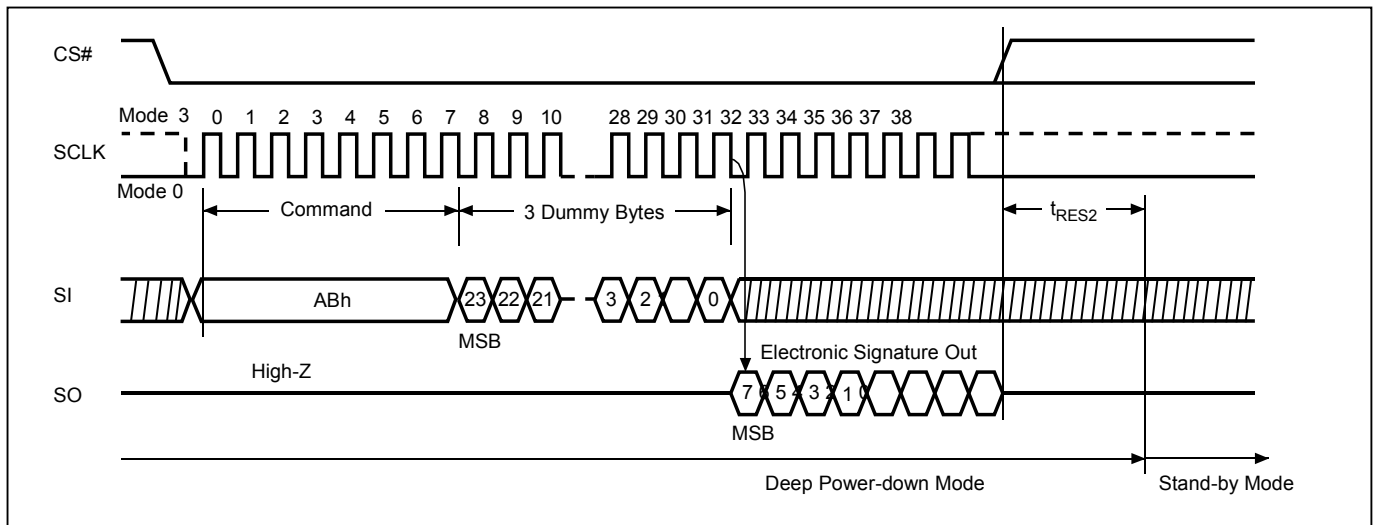 CS#
Mode 3 0 1 2 3 4 5 6 7 8 9 10 28 29 30 31 32 33 34 35 36 37 38
SCLK
Mode 0
Command 3 Dummy Bytes tRES2
SI ABh 23 22 21 3 2 0
MSB
High-Z Electronic Signature Out
SO 7 6 5 4 3 2 1 0
MSB
Deep Power-down Mode Stand-by Mode